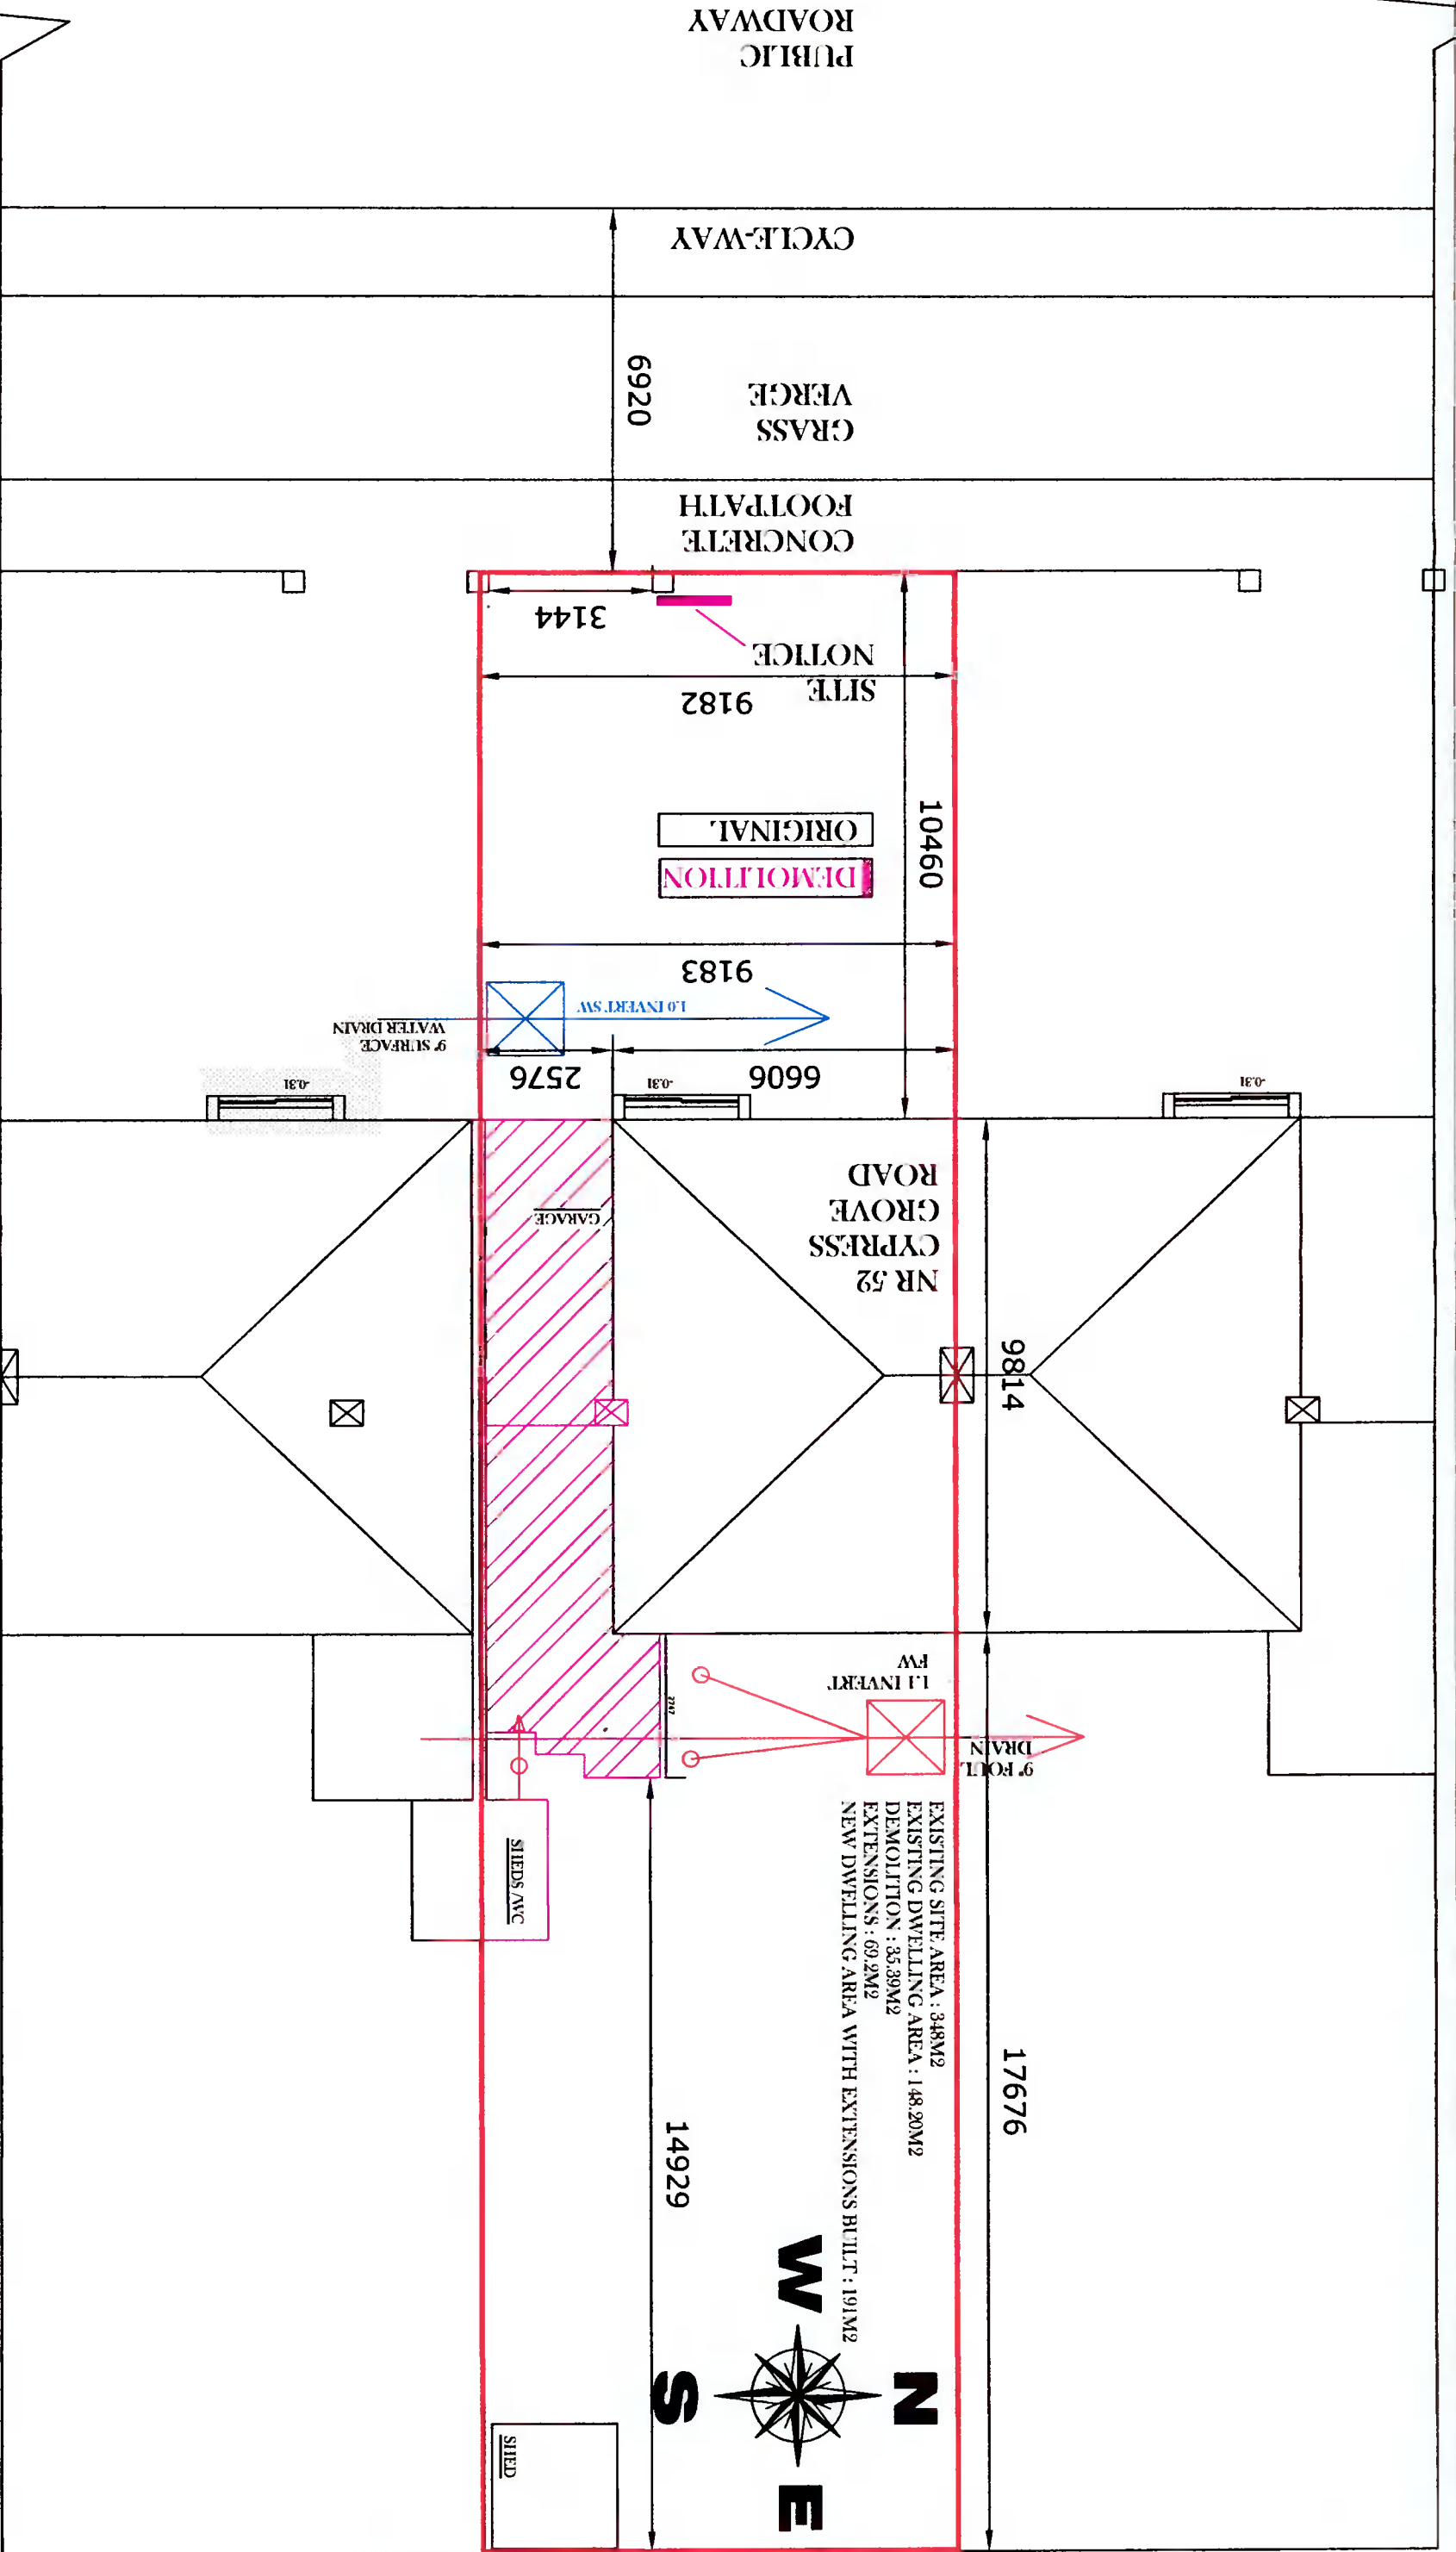 PUBLIC
ROADWAY
CYCLE-WAY
6920
GRASS
VERGE
CONCRETE
FOOTPATH
3144
SITE
NOTICE
9182
ORIGINAL
DEMOLITION
10460
9183
1.0 INVERT SW
9" SURFACE
WATER DRAIN
2576
6606
-0.31
-0.31
-0.31
GARAGE
NR 52
CYPRESS
GROVE
ROAD
9814
1.1 INVERT
FW
2747
9" FOUL
DRAIN
SHEDS /WC
EXISTING SITE AREA : 348M2
EXISTING DWELLING AREA : 148.20M2
DEMOLITION : 35.39M2
EXTENSIONS : 69.2M2
NEW DWELLING AREA WITH EXTENSIONS BUILT : 191M2
17676
14929
W
N
S
E
SHED